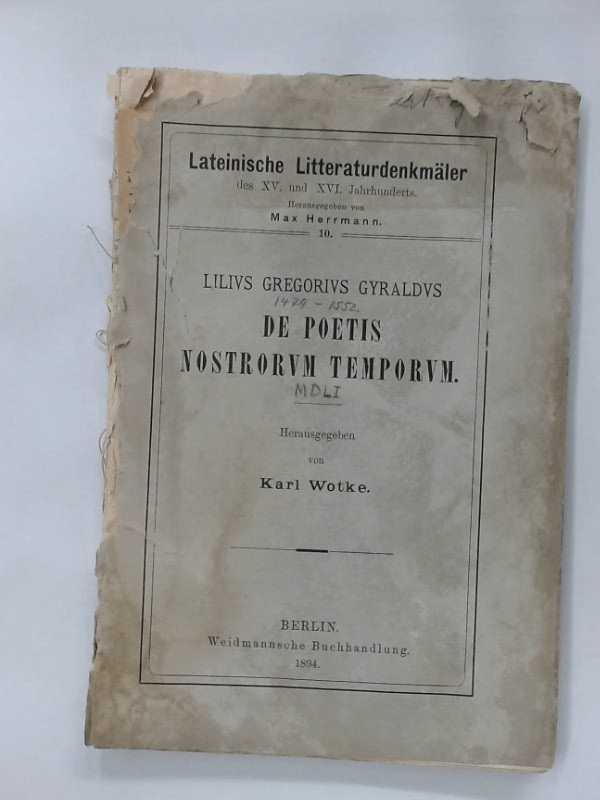 Lateinische Litteraturdenkmäler
des XV. und XVI. Jahrhunderts.
Herausgegeben von
Max Herrmann.
10.
LILIVS GREGORIVS GYRALDVS
1479 - 1552.
DE POETIS
NOSTRORVM TEMPORVM.
MDLI
Herausgegeben
von
Karl Wotke.
BERLIN.
Weidmannsche Buchhandlung.
1894.